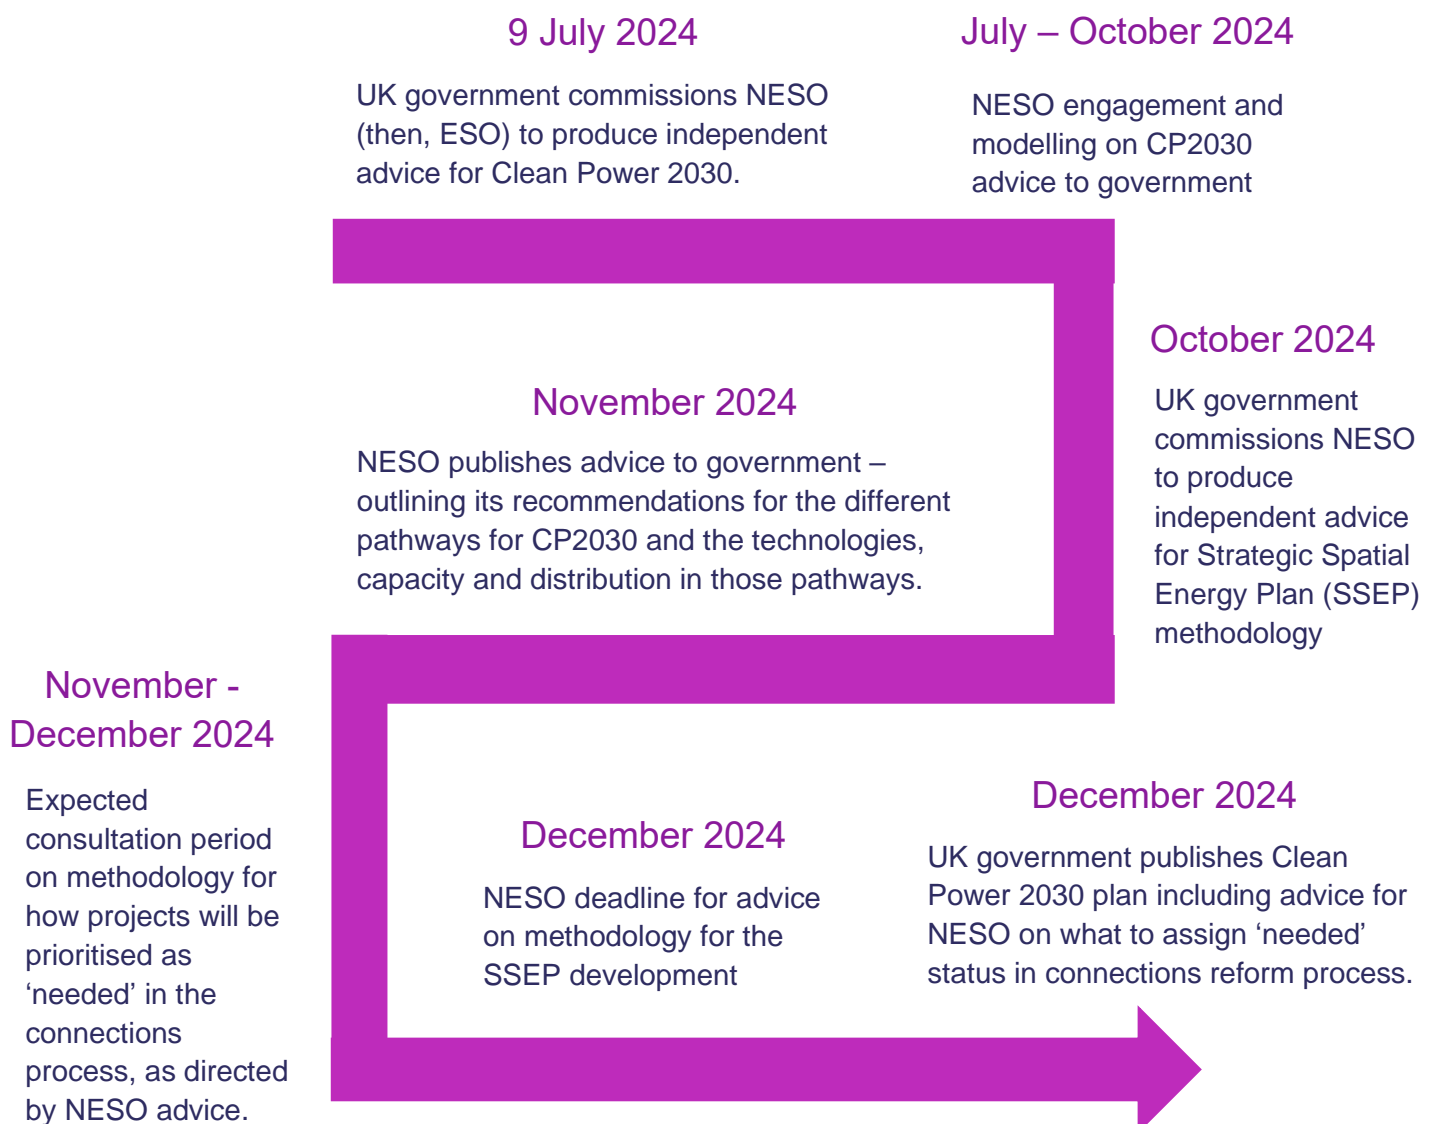 9 July 2024
UK government commissions NESO
(then, ESO) to produce independent
advice for Clean Power 2030.
July – October 2024
NESO engagement and
modelling on CP2030
advice to government
October 2024
UK government
commissions NESO
to produce
independent advice
for Strategic Spatial
Energy Plan (SSEP)
methodology
November 2024
NESO publishes advice to government –
outlining its recommendations for the different
pathways for CP2030 and the technologies,
capacity and distribution in those pathways.
November -
December 2024
Expected
consultation period
on methodology for
how projects will be
prioritised as
‘needed’ in the
connections
process, as directed
by NESO advice.
December 2024
NESO deadline for advice
on methodology for the
SSEP development
December 2024
UK government publishes Clean
Power 2030 plan including advice for
NESO on what to assign ‘needed’
status in connections reform process.